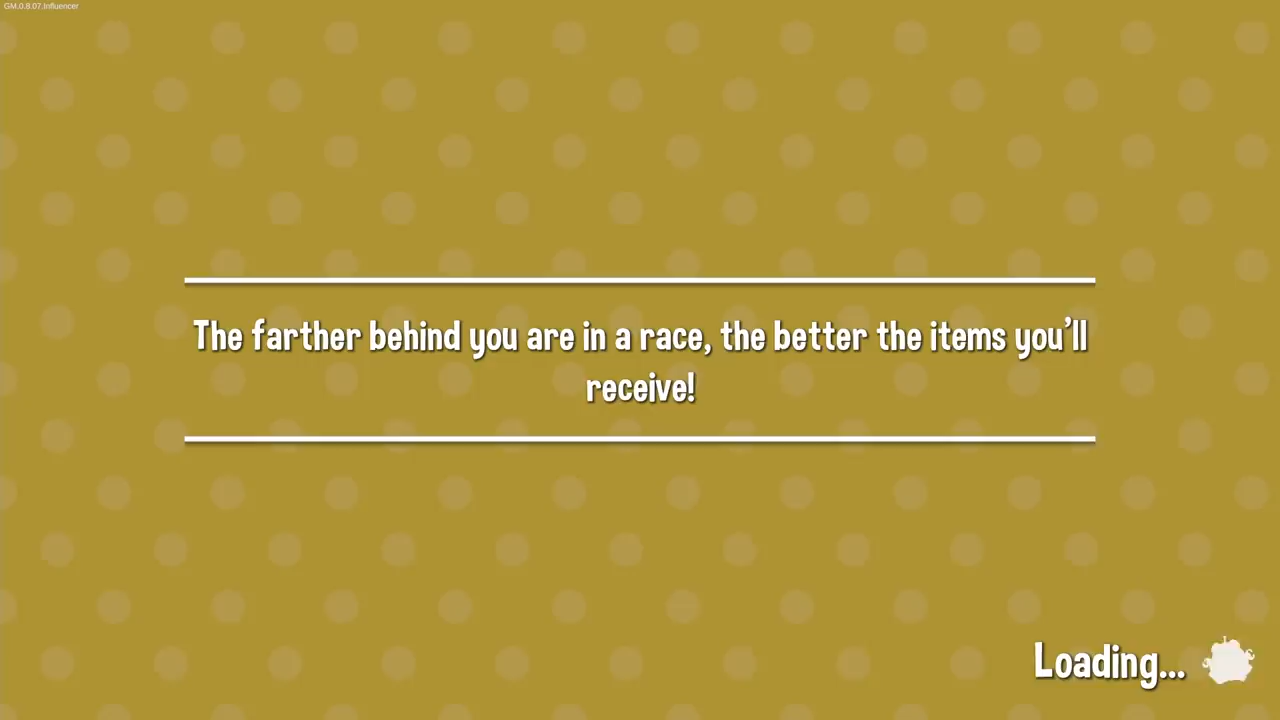 GM.0.8.07.Influencer
The farther behind you are in a race, the better the items you'll
receive!
Loading...